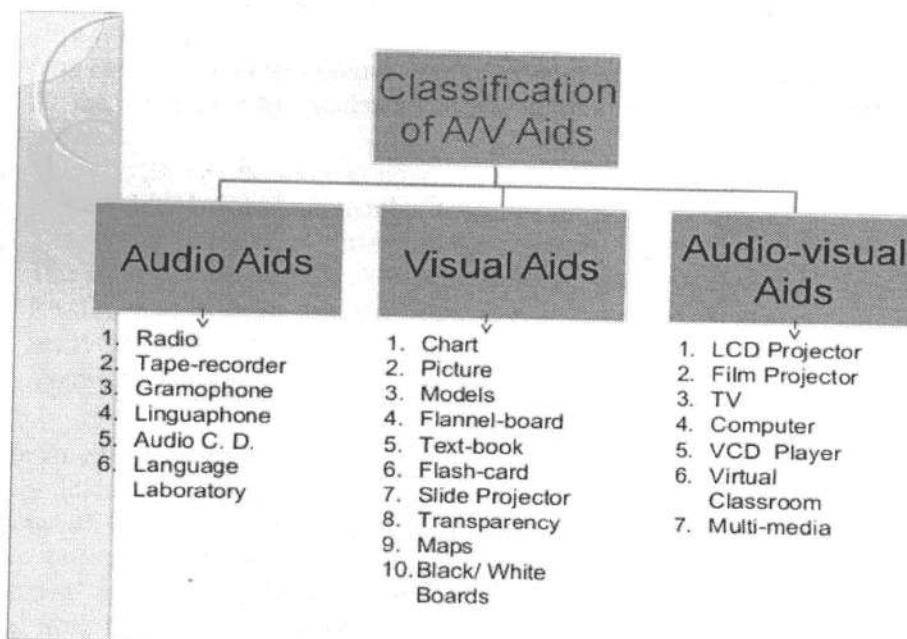 Classification
of A/V Aids
Audio Aids
1. Radio
2. Tape-recorder
3. Gramophone
4. Linguaphone
5. Audio C. D.
6. Language
Laboratory
Visual Aids
1. Chart
2. Picture
3. Models
4. Flannel-board
5. Text-book
6. Flash-card
7. Slide Projector
8. Transparency
9. Maps
10. Black/ White
Boards
Audio-visual
Aids
1. LCD Projector
2. Film Projector
3. TV
4. Computer
5. VCD Player
6. Virtual
Classroom
7. Multi-media